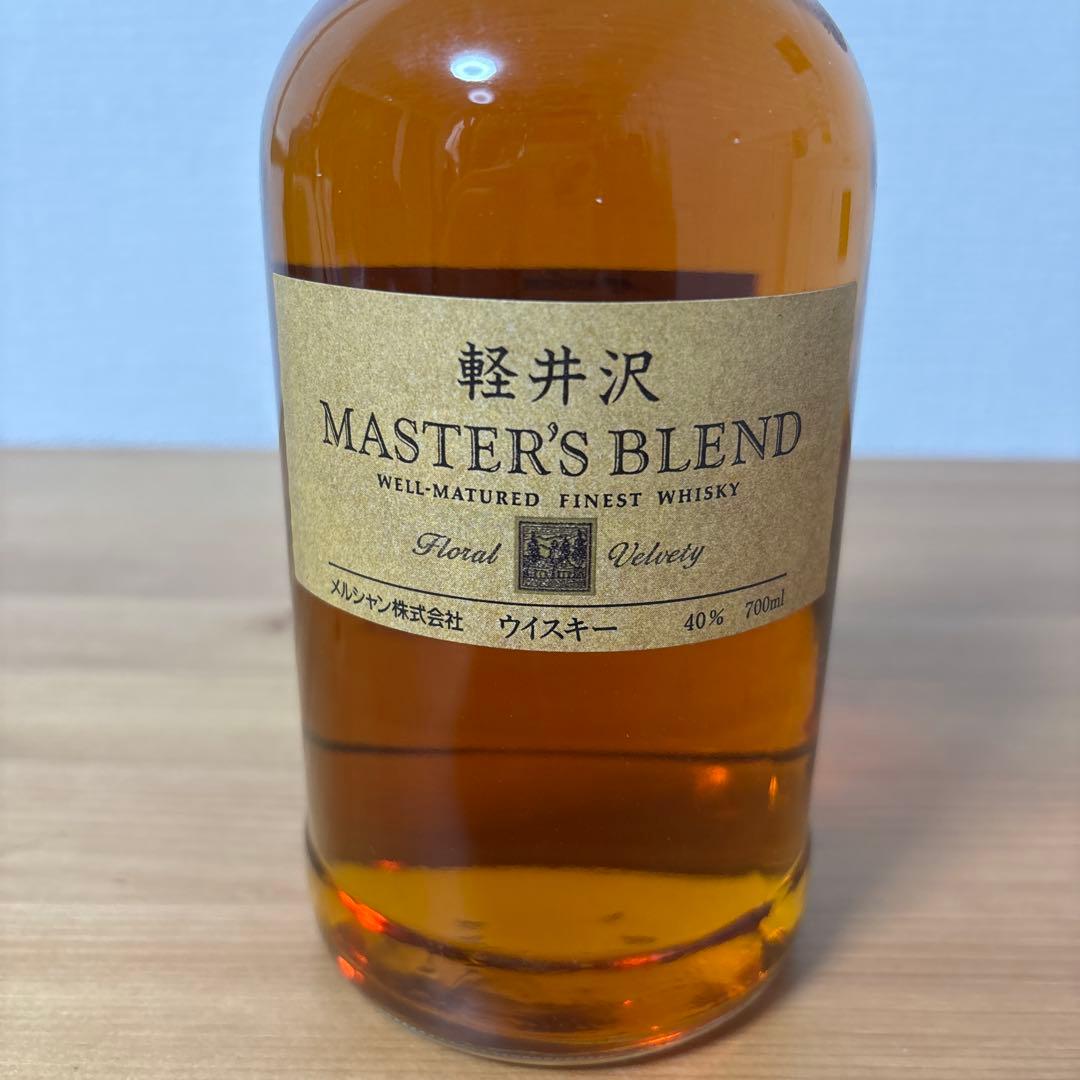 軽井沢
MASTER'S BLEND
WELL-MATURED FINEST WHISKY
Floral Velvety
メルシャン株式会社 ウイスキー 40% 700ml